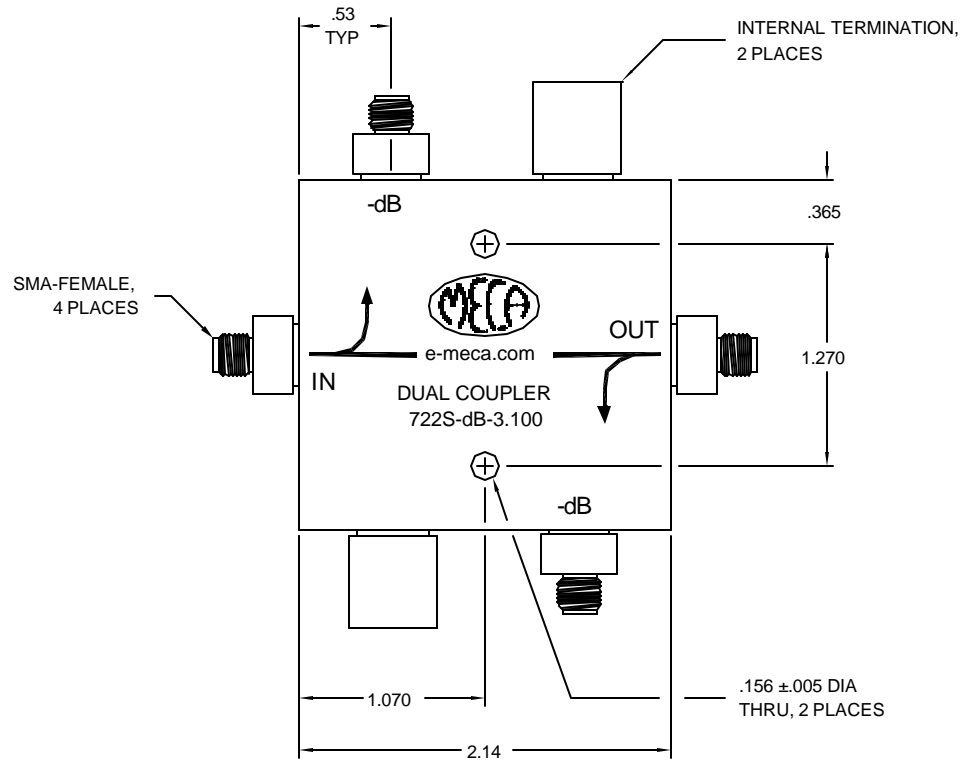 .53
TYP
INTERNAL TERMINATION,
2 PLACES
-dB
.365
SMA-FEMALE,
4 PLACES
MECA
OUT
e-meca.com
1.270
IN
DUAL COUPLER
722S-dB-3.100
-dB
1.070
.156 ±.005 DIA
THRU, 2 PLACES
2.14